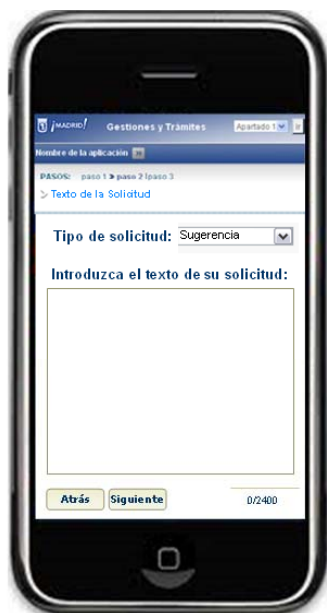 ¡MADRID! Gestiones y Trámites Apartado 1 ir
Nombre de la aplicación
PASOS: paso 1 > paso 2 |paso 3
Texto de la Solicitud
Tipo de solicitud: Sugerencia
Introduzca el texto de su solicitud:
Atrás Siguiente 0/2400